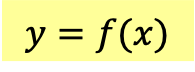 y = f(x)